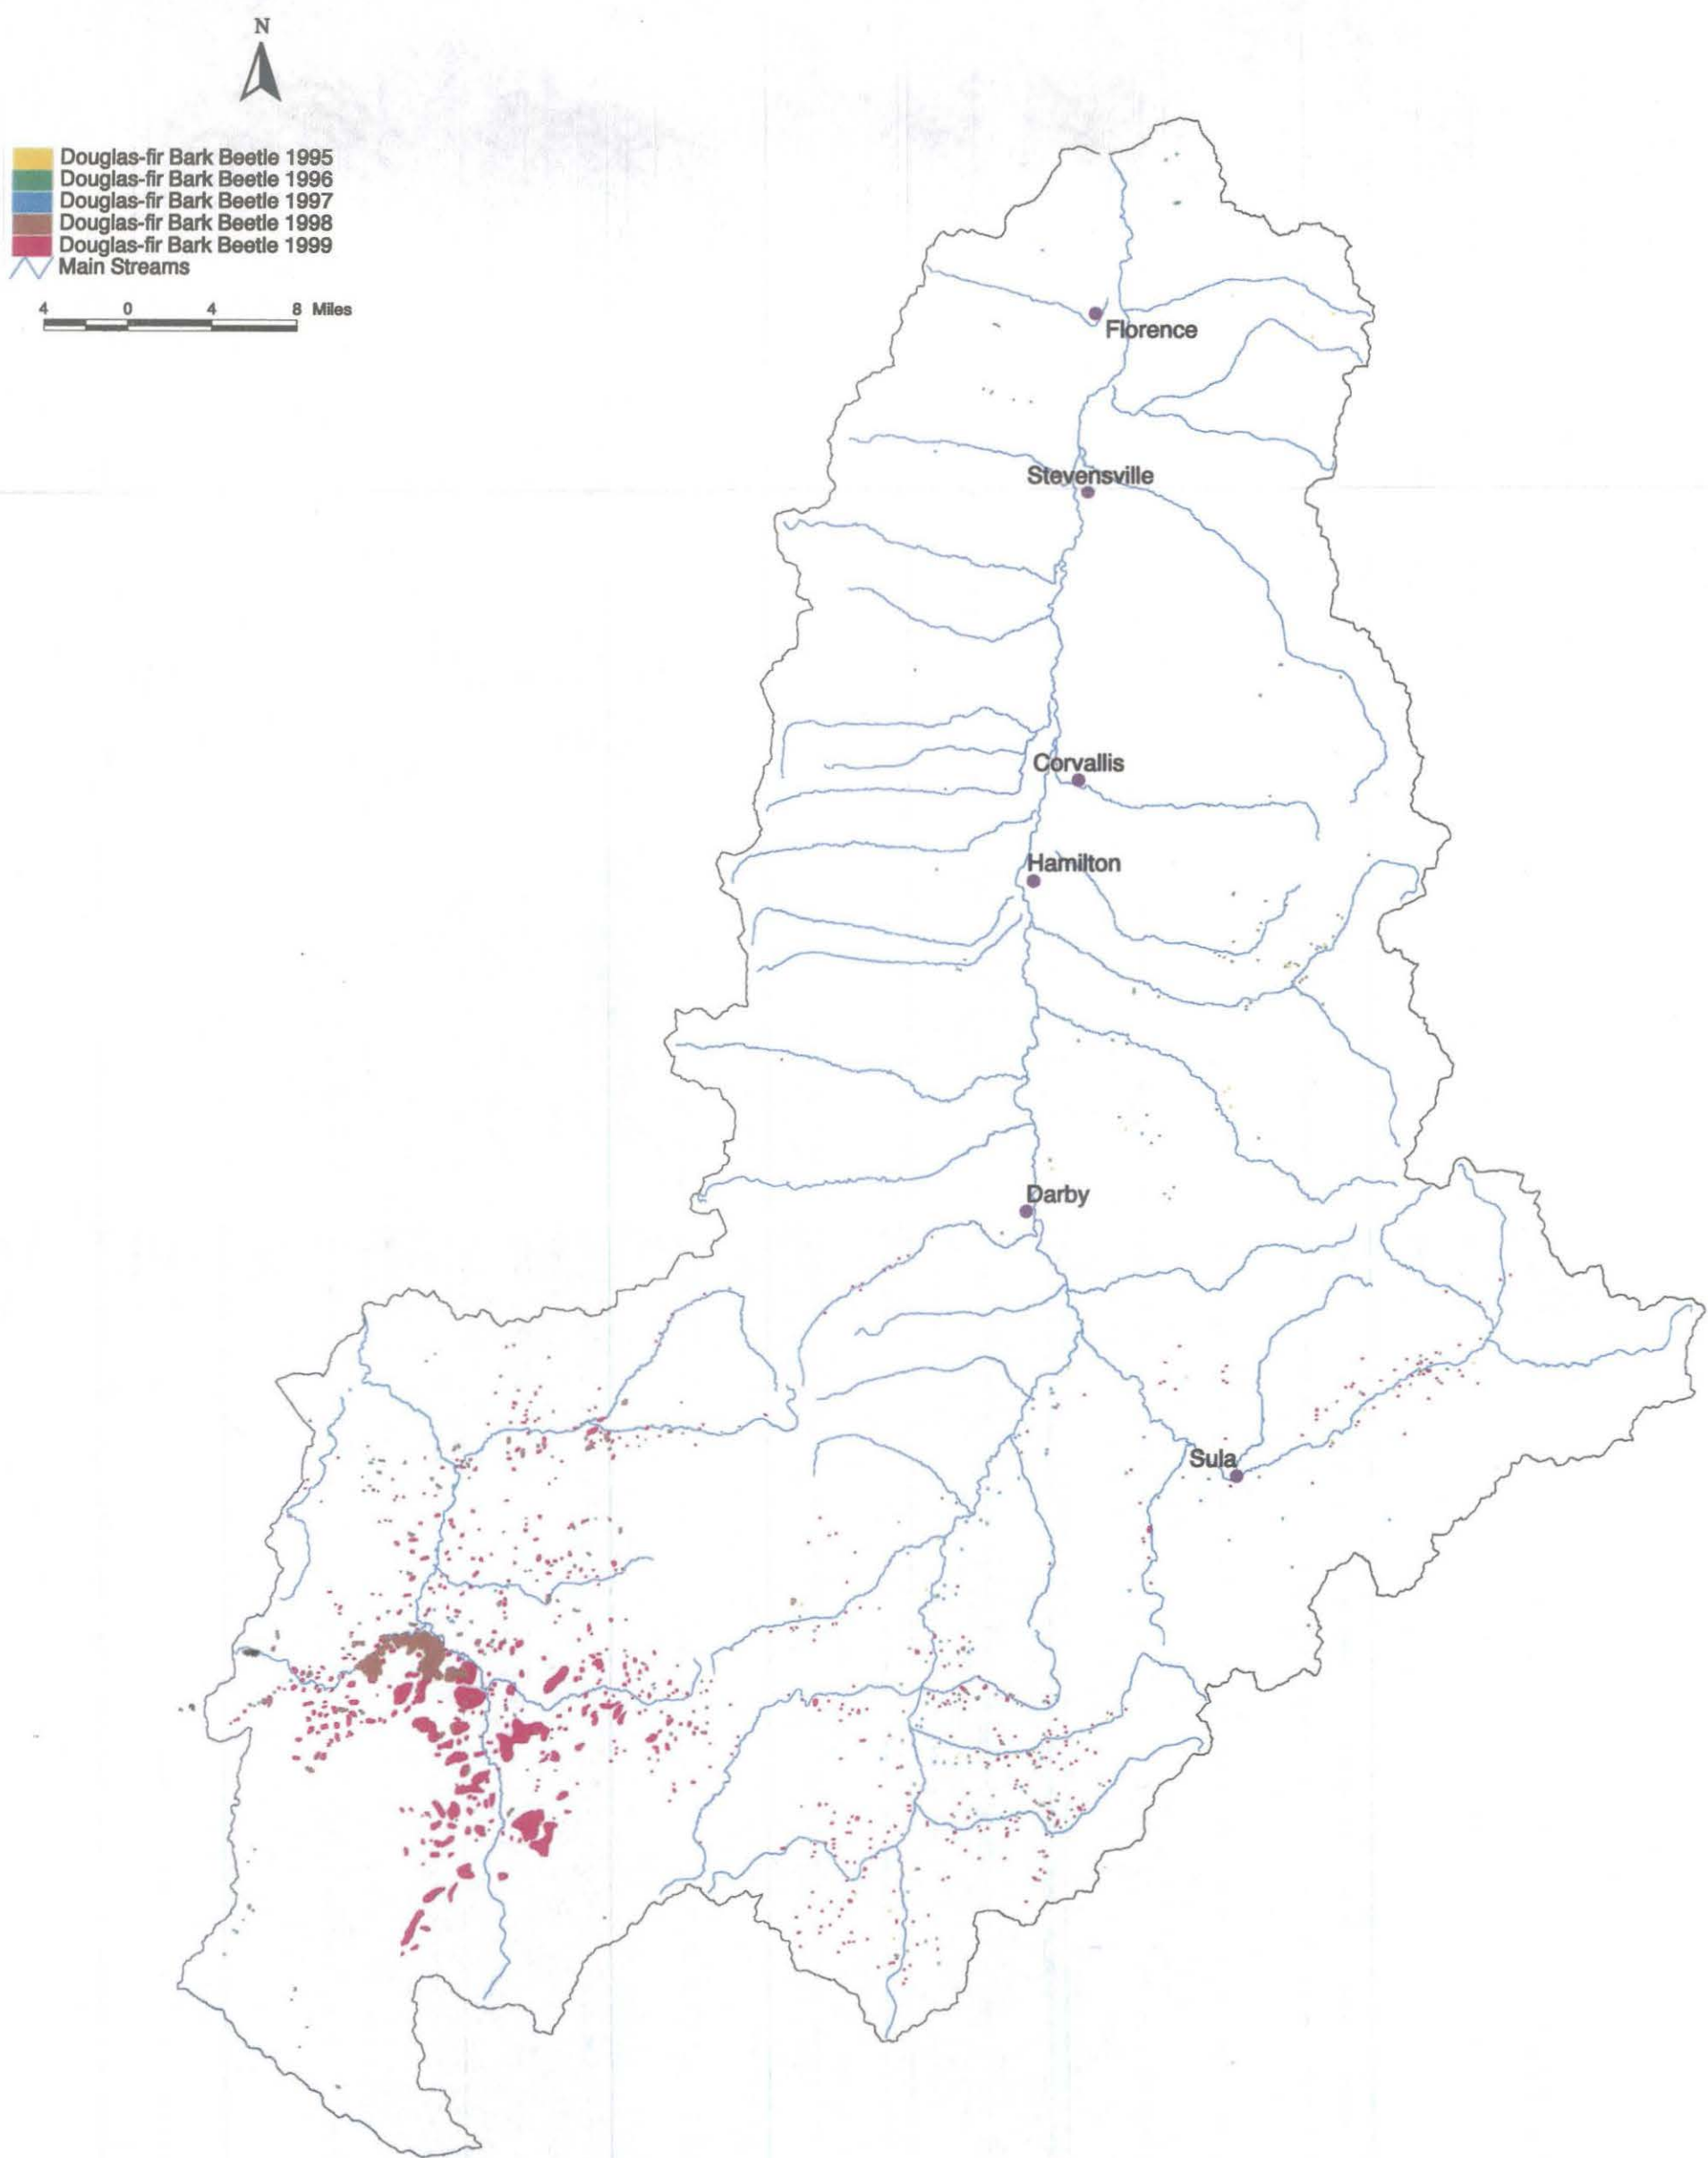 N
Douglas-fir Bark Beetle 1995
Douglas-fir Bark Beetle 1996
Douglas-fir Bark Beetle 1997
Douglas-fir Bark Beetle 1998
Douglas-fir Bark Beetle 1999
Main Streams
4 0 4 8 Miles
Florence
Stevensville
Corvallis
Hamilton
Darby
Sula